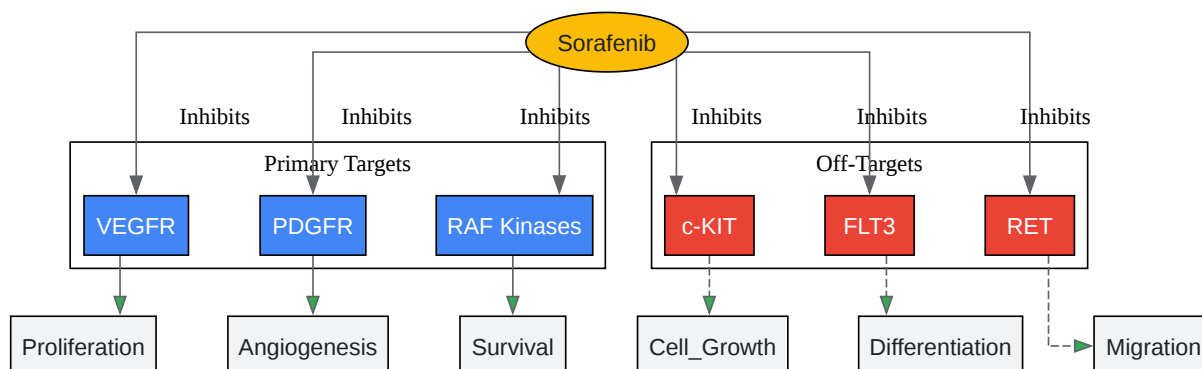 Sorafenib
Inhibits Inhibits Inhibits Inhibits Inhibits Inhibits
Primary Targets Off-Targets
VEGFR PDGFR RAF Kinases c-KIT FLT3 RET
Proliferation Angiogenesis Survival Cell_Growth Differentiation Migration